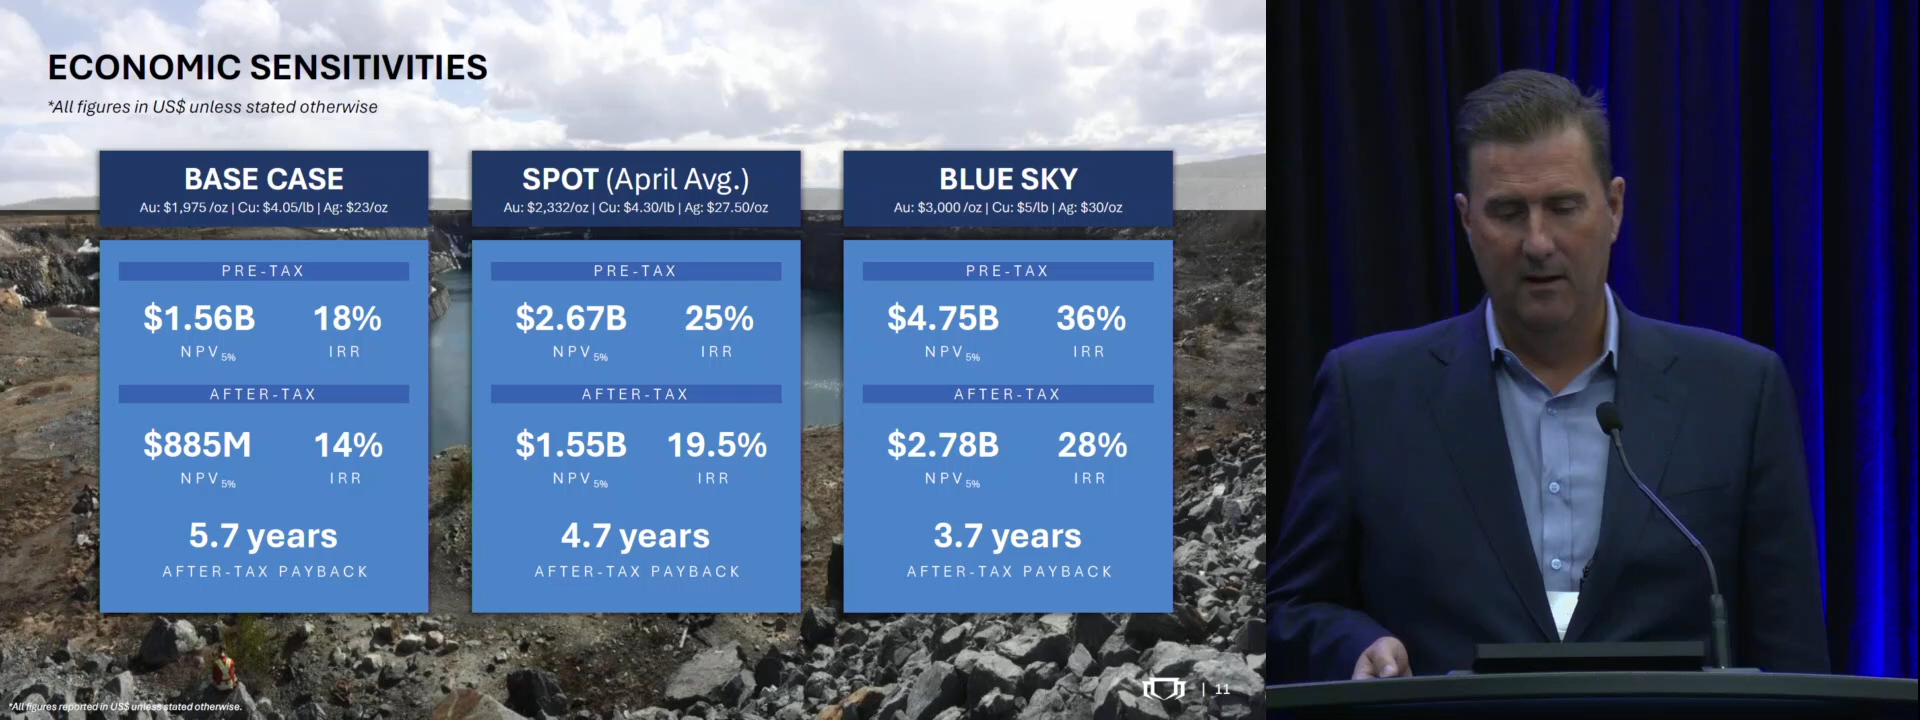 ECONOMIC SENSITIVITIES
*All figures in US$ unless stated otherwise
BASE CASE
Au: $1,975 /oz | Cu: $4.05/lb | Ag: $23/oz
PRE-TAX
$1.56B 18%
NPV5% IRR
AFTER-TAX
$885M 14%
NPV5% IRR
5.7 years
AFTER-TAX PAYBACK
SPOT (April Avg.)
Au: $2,332/oz | Cu: $4.30/lb | Ag: $27.50/oz
PRE-TAX
$2.67B 25%
NPV5% IRR
AFTER-TAX
$1.55B 19.5%
NPV5% IRR
4.7 years
AFTER-TAX PAYBACK
BLUE SKY
Au: $3,000 /oz | Cu: $5/lb | Ag: $30/oz
PRE-TAX
$4.75B 36%
NPV5% IRR
AFTER-TAX
$2.78B 28%
NPV5% IRR
3.7 years
AFTER-TAX PAYBACK
| 11
*All figures reported in US$ unless stated otherwise.